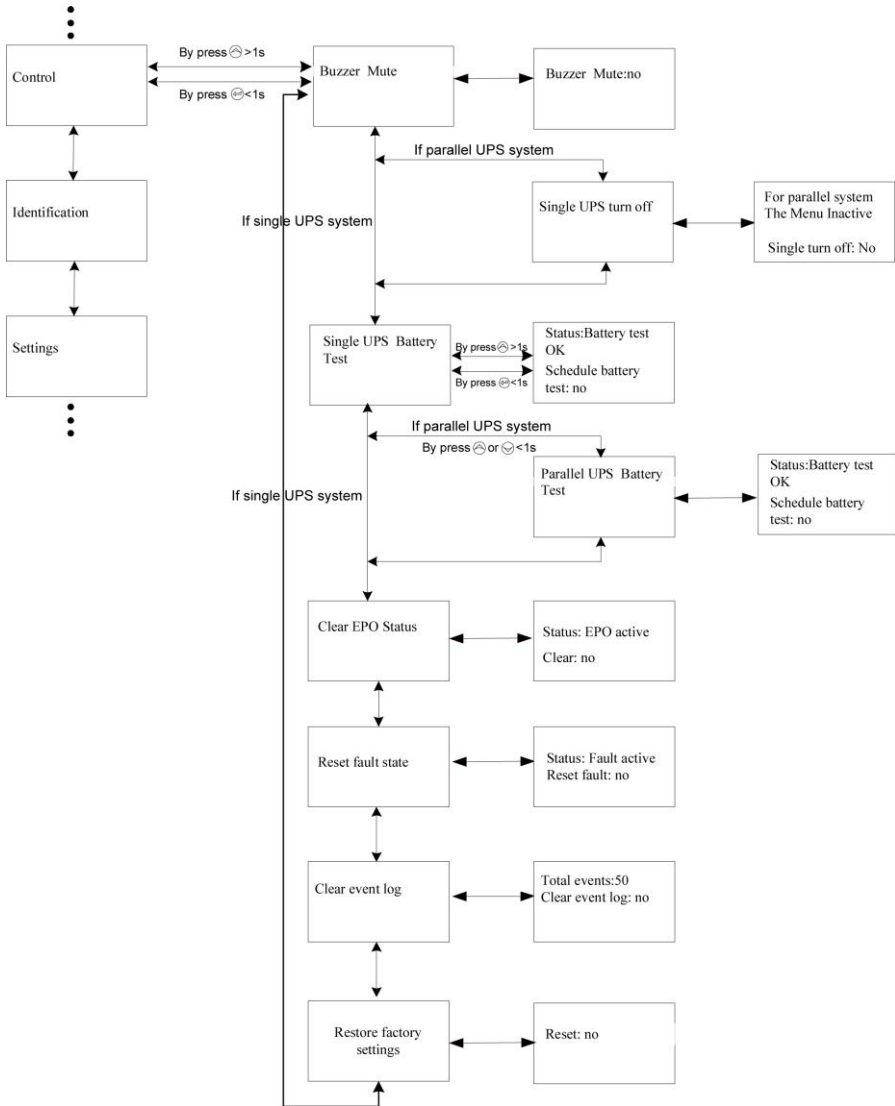 By press >1s
Control
By press <1s
Buzzer Mute
Buzzer Mute:no
If parallel UPS system
Identification
If single UPS system
Single UPS turn off
For parallel system
The Menu Inactive
Single turn off: No
Settings
Single UPS Battery
Test
By press >1s
By press <1s
Status:Battery test
OK
Schedule battery
test: no
If parallel UPS system
By press or <1s
If single UPS system
Parallel UPS Battery
Test
Status:Battery test
OK
Schedule battery
test: no
Clear EPO Status
Status: EPO active
Clear: no
Reset fault state
Status: Fault active
Reset fault: no
Clear event log
Total events:50
Clear event log: no
Restore factory
settings
Reset: no